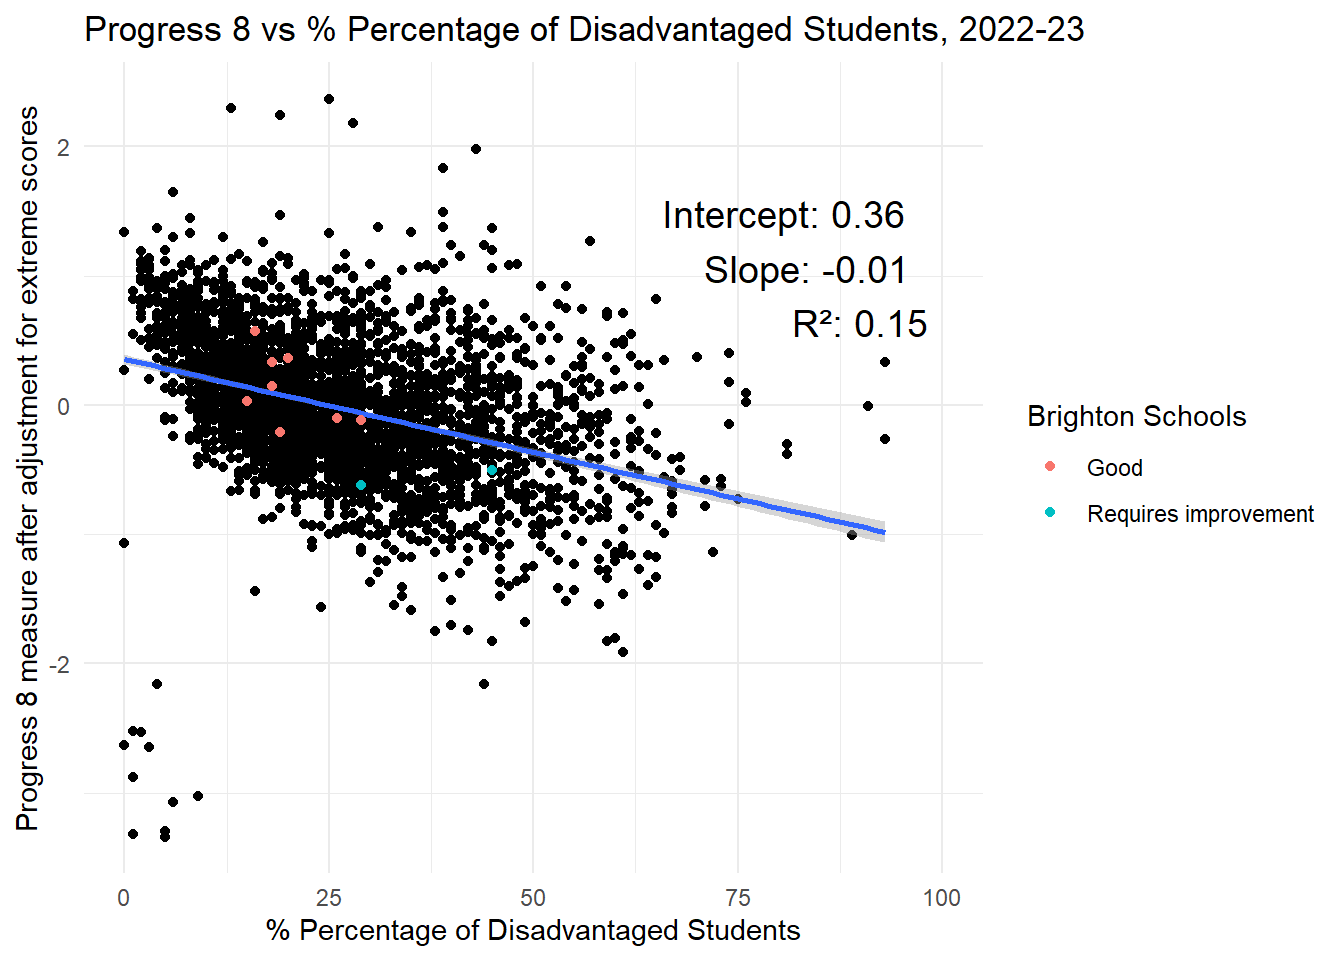 Progress 8 vs % Percentage of Disadvantaged Students, 2022-23
Progress 8 measure after adjustment for extreme scores
2
0
-2
Intercept: 0.36
Slope: -0.01
R²: 0.15
0
25
50
75
100
% Percentage of Disadvantaged Students
Brighton Schools
Good
Requires improvement